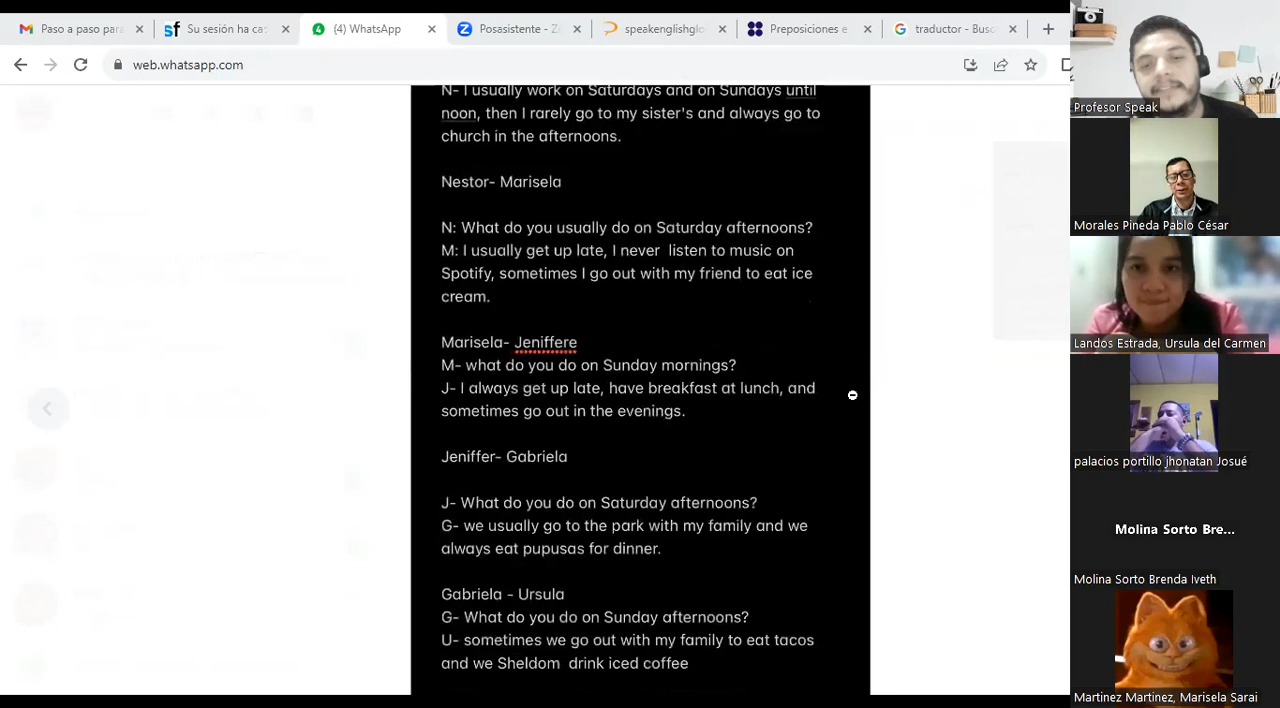 Paso a paso para
Su sesión ha ca
(4) WhatsApp
Posasistente - Z
speakenglishglo
Preposiciones e
traductor - Bus
web.whatsapp.com
N- I usually work on Saturdays and on Sundays until
noon, then I rarely go to my sister's and always go to
church in the afternoons.
Nestor- Marisela
N: What do you usually do on Saturday afternoons?
M: I usually get up late, I never listen to music on
Spotify, sometimes I go out with my friend to eat ice
cream.
Marisela- Jeniffere
M- what do you do on Sunday mornings?
J- I always get up late, have breakfast at lunch, and
sometimes go out in the evenings.
Jeniffer- Gabriela
J- What do you do on Saturday afternoons?
G- we usually go to the park with my family and we
always eat pupusas for dinner.
Gabriela - Ursula
G- What do you do on Sunday afternoons?
U- sometimes we go out with my family to eat tacos
and we Sheldom drink iced coffee
Profesor Speak
Morales Pineda Pablo César
Landos Estrada, Ursula del Carmen
palacios portillo jhonatan Josué
Molina Sorto Bre...
Molina Sorto Brenda Iveth
Martinez Martinez, Marisela Sarai